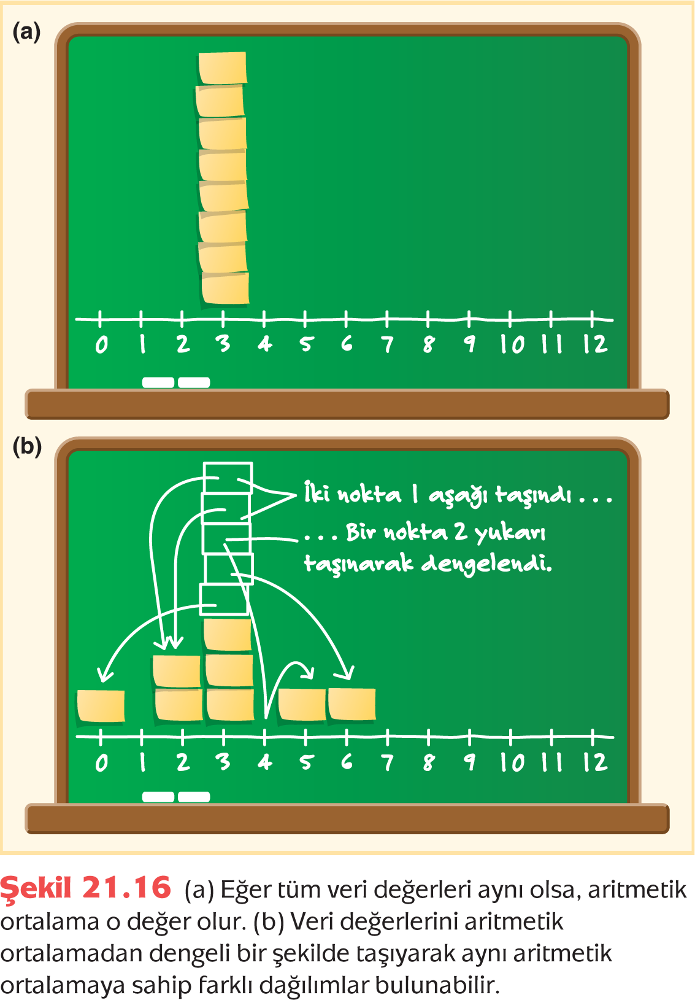 (a)
0 1 2 3 4 5 6 7 8 9 10 11 12
(b)
İki nokta 1 aşağı taşındı . . .
. . . Bir nokta 2 yukarı
taşınarak dengelendi.
0 1 2 3 4 5 6 7 8 9 10 11 12
Şekil 21.16 (a) Eğer tüm veri değerleri aynı olsa, aritmetik
ortalama o değer olur. (b) Veri değerlerini aritmetik
ortalamadan dengeli bir şekilde taşıyarak aynı aritmetik
ortalamaya sahip farklı dağılımlar bulunabilir.